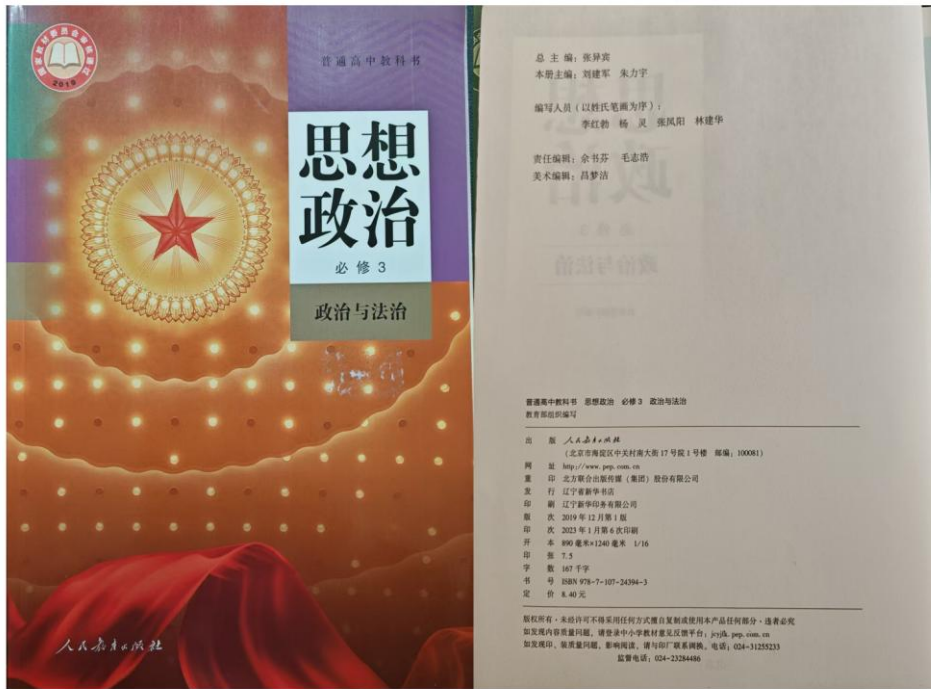 国家教材委员会审核通过
2019
普通高中教科书
思想
政治
必修3
政治与法治
人民教育出版社
总主编：张异宾
本册主编：刘建军 朱力宇
编写人员（以姓氏笔画为序）：
李红勃 杨 灵 张凤阳 林建华
责任编辑：佘书芬 毛志浩
美术编辑：吕梦洁
普通高中教科书 思想政治 必修3 政治与法治
教育部组织编写
出 版 人民教育出版社
（北京市海淀区中关村南大街17号院1号楼 邮编：100081）
网 址 http://www.pep.com.cn
重 印 北方联合出版传媒（集团）股份有限公司
发 行 辽宁省新华书店
印 刷 辽宁新华印务有限公司
版 次 2019年12月第1版
印 次 2023年1月第6次印刷
开 本 890毫米×1240毫米 1/16
印 张 7.5
字 数 167千字
书 号 ISBN 978-7-107-24394-3
定 价 8.40元
版权所有·未经许可不得采用任何方式擅自复制或使用本产品任何部分·违者必究
如发现内容质量问题，请登录中小学教材意见反馈平台：jcyjfk.pep.com.cn
如发现印、装质量问题，影响阅读，请与印厂联系调换。电话：024-31255233
监督电话：024-23284486